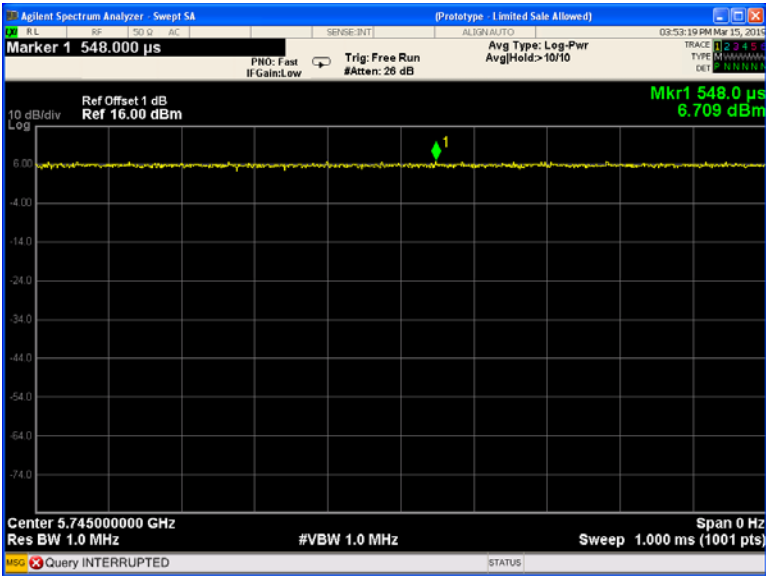 Agilent Spectrum Analyzer - Swept SA (Prototype - Limited Sale Allowed)
RL RF 50 Ω AC SENSE:INT ALIGNAUTO 03:53:19 PM Mar 15, 2019
Marker 1 548.000 µs
PNO: Fast
IFGain:Low
Trig: Free Run
#Atten: 26 dB
Avg Type: Log-Pwr
Avg|Hold:>10/10
TRACE 1 2 3 4 5 6
TYPE M
DET P N N N N N
Mkr1 548.0 µs
6.709 dBm
Ref Offset 1 dB
10 dB/div Ref 16.00 dBm
Log
1
6.00
-4.00
-14.0
-24.0
-34.0
-44.0
-54.0
-64.0
-74.0
Center 5.745000000 GHz Span 0 Hz
Res BW 1.0 MHz #VBW 1.0 MHz Sweep 1.000 ms (1001 pts)
MSG Query INTERRUPTED STATUS